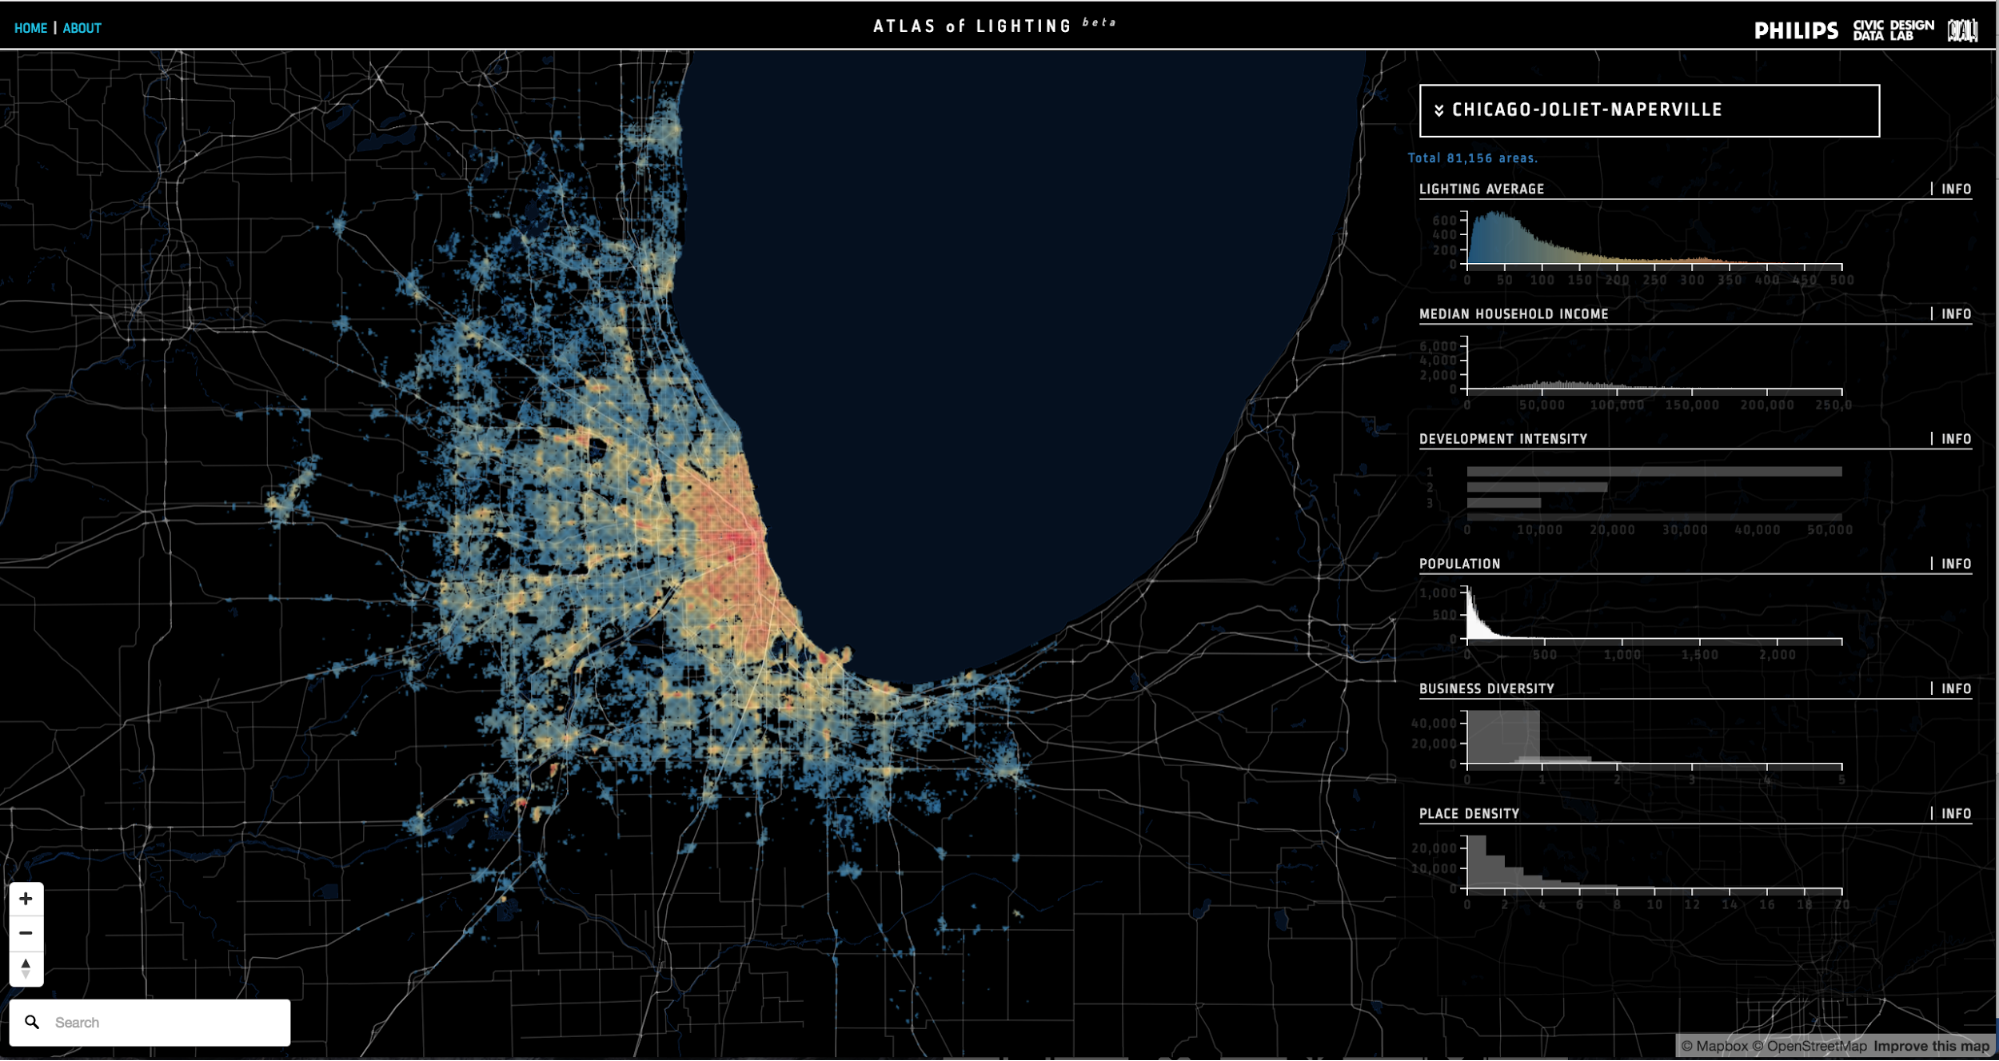 HOME | ABOUT
ATLAS of LIGHTING beta
PHILIPS
CIVIC DESIGN
DATA LAB
CHICAGO-JOLIET-NAPERVILLE
Total 81,156 areas.
LIGHTING AVERAGE | INFO
600
400
200
0
0 50 100 150 200 250 300 350 400 450 500
MEDIAN HOUSEHOLD INCOME | INFO
6,000
4,000
2,000
0
0 50,000 100,000 150,000 200,000 250,0
DEVELOPMENT INTENSITY | INFO
1
2
3
0 10,000 20,000 30,000 40,000 50,000
POPULATION | INFO
1,000
500
0
0 500 1,000 1,500 2,000
BUSINESS DIVERSITY | INFO
40,000
20,000
0
0 1 2 3 4 5
PLACE DENSITY | INFO
20,000
10,000
0
0 2 4 6 8 10 12 14 16 18 20
Search
© Mapbox © OpenStreetMap Improve this map